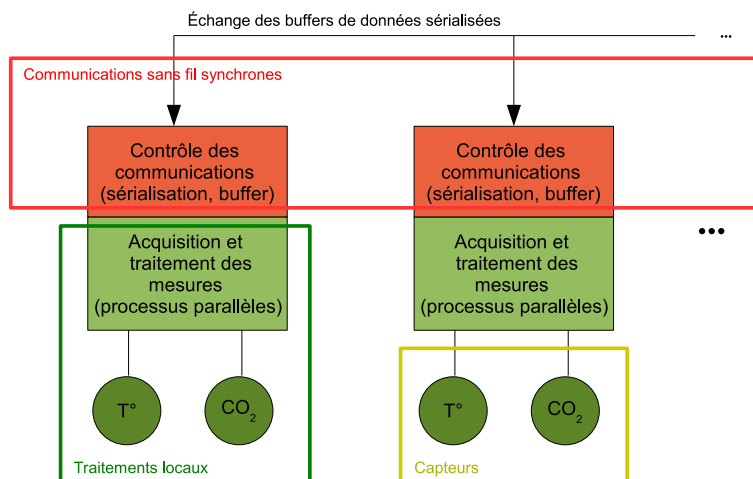 Échange des buffers de données sérialisées
...
Communications sans fil synchrones
Contrôle des
communications
(sérialisation, buffer)
Contrôle des
communications
(sérialisation, buffer)
Acquisition et
traitement des
mesures
(processus parallèles)
Acquisition et
traitement des
mesures
(processus parallèles)
...
T°
CO₂
T°
CO₂
Traitements locaux
Capteurs